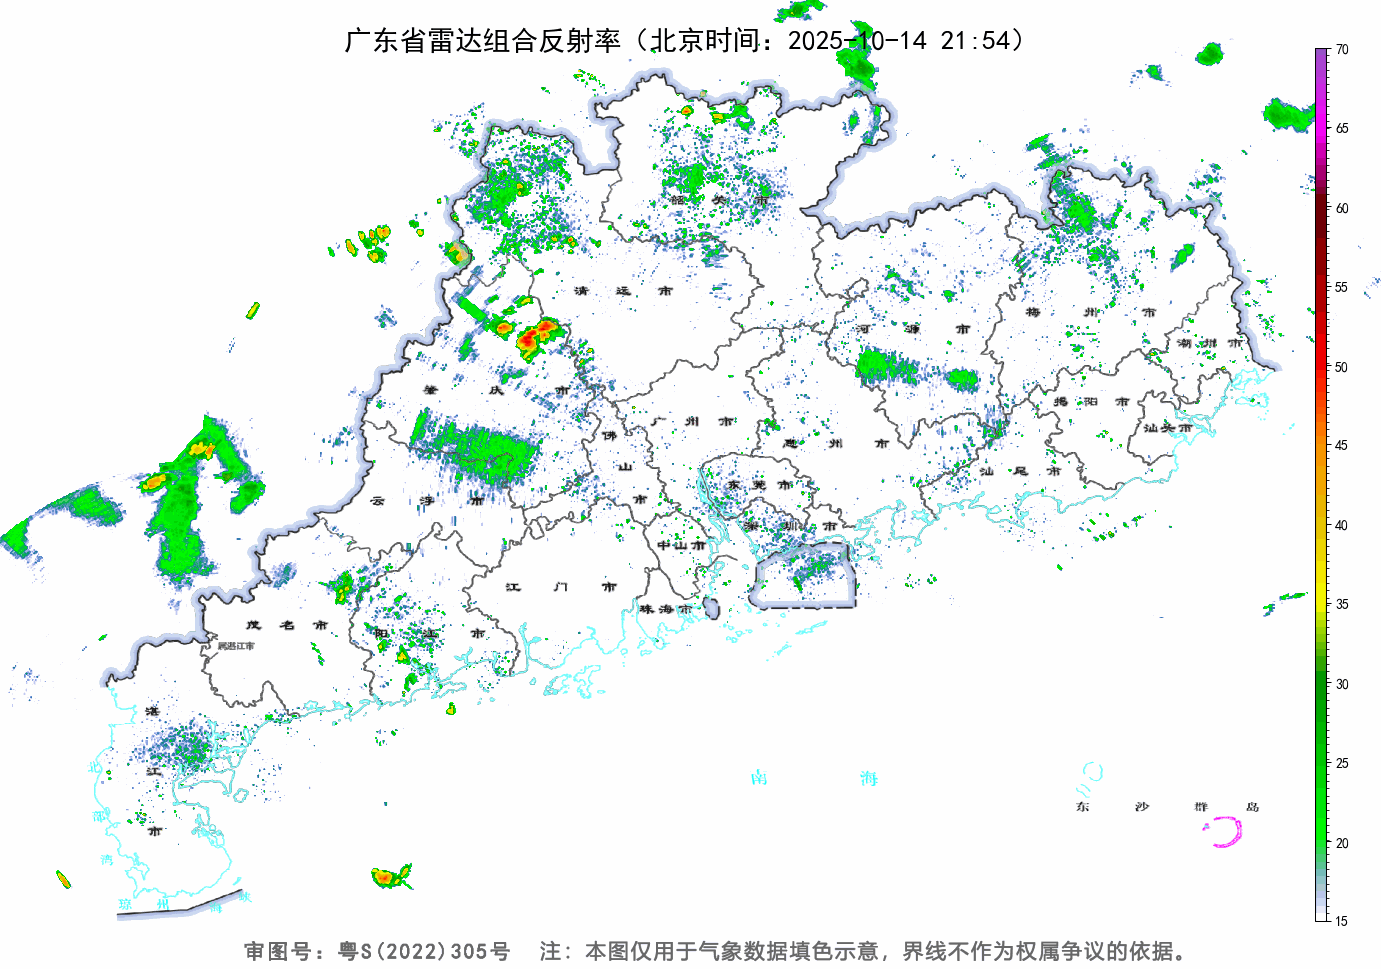 广东省雷达组合反射率（北京时间：2025-10-14 21:54）
70
65
60
55
50
45
40
35
30
25
20
15
韶关市
清远市
河源市
梅州市
潮州市
肇庆市
广州市
佛山市
惠州市
揭阳市
汕头市
汕尾市
云浮市
东莞市
深圳市
中山市
江门市
珠海市
茂名市
属湛江市
阳江市
湛江市
北部湾
琼州海峡
南海
东沙群岛
审图号：粤S(2022)305号 注：本图仅用于气象数据填色示意，界线不作为权属争议的依据。